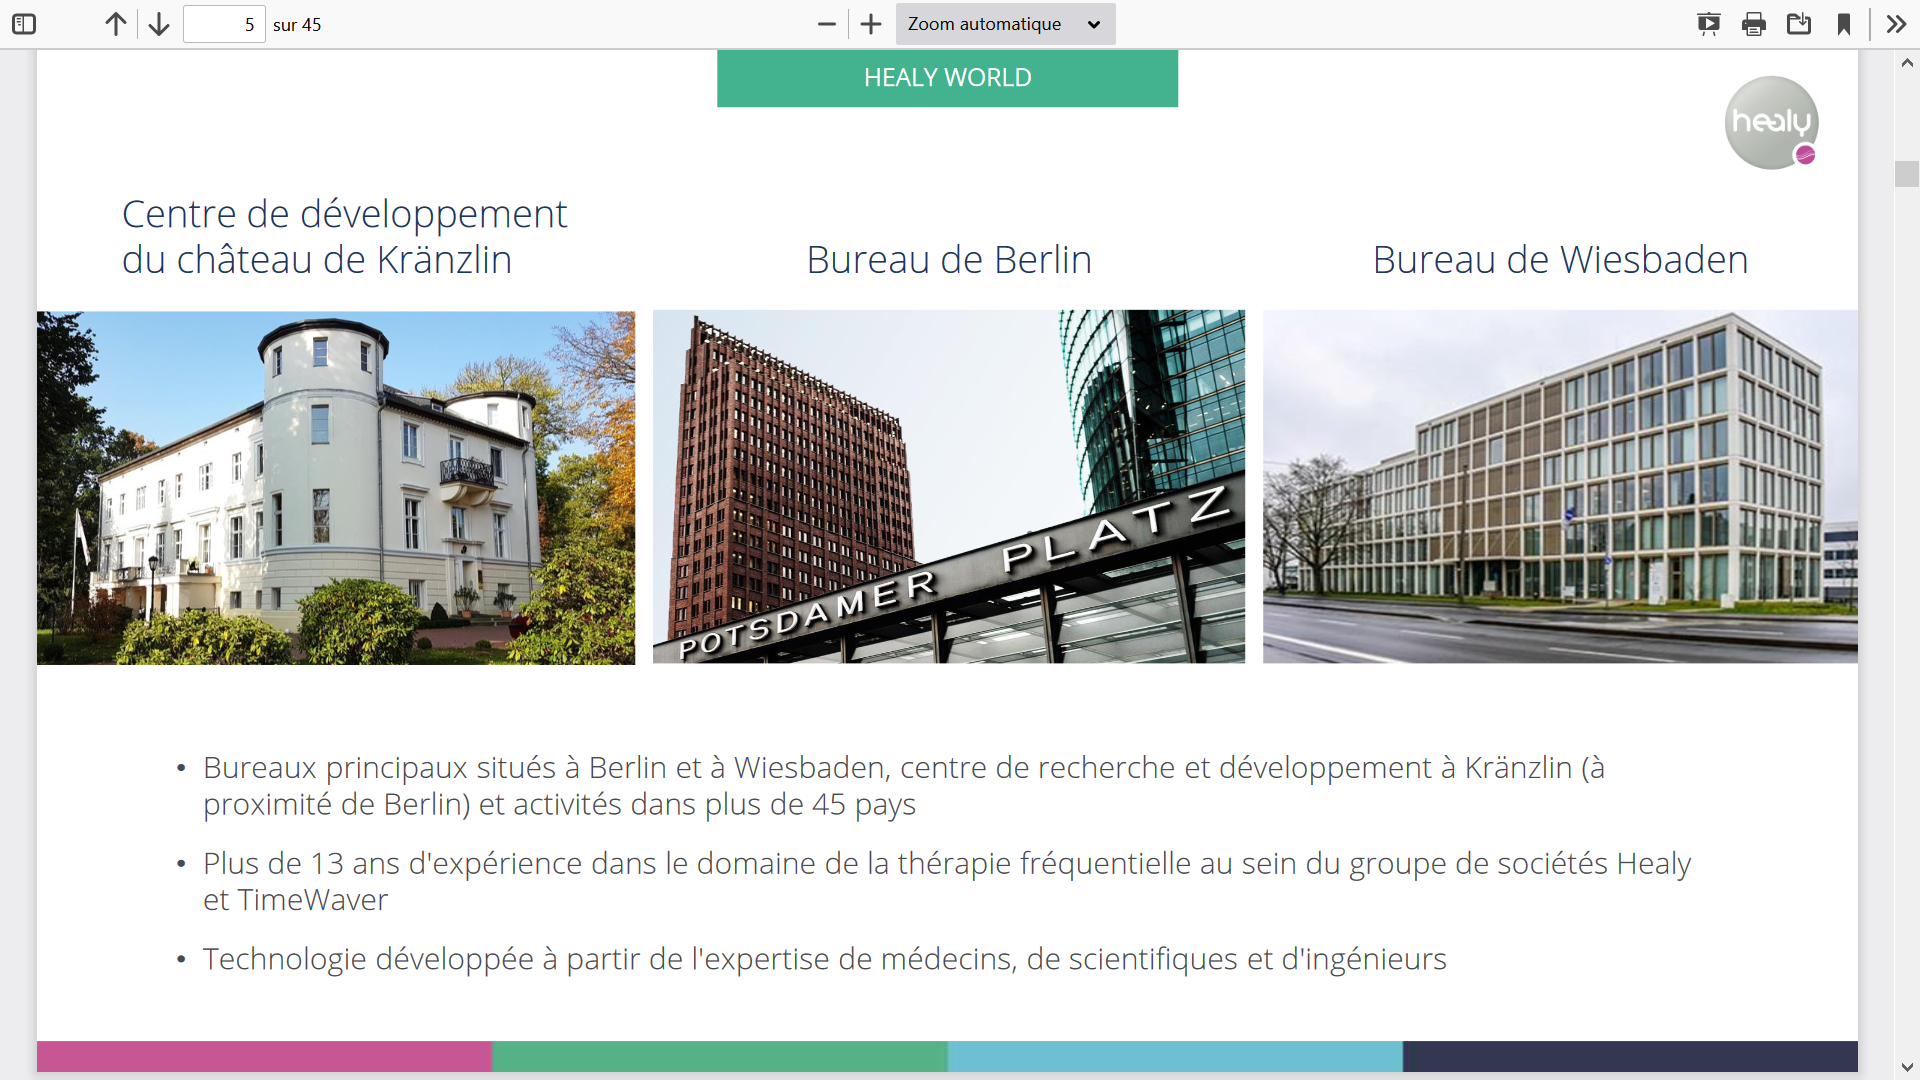 5 sur 45
Zoom automatique
HEALY WORLD
healy
Centre de développement
du château de Kränzlin
Bureau de Berlin
Bureau de Wiesbaden
POTSDAMER PLATZ
• Bureaux principaux situés à Berlin et à Wiesbaden, centre de recherche et développement à Kränzlin (à
proximité de Berlin) et activités dans plus de 45 pays
• Plus de 13 ans d'expérience dans le domaine de la thérapie fréquentielle au sein du groupe de sociétés Healy
et TimeWaver
• Technologie développée à partir de l'expertise de médecins, de scientifiques et d'ingénieurs